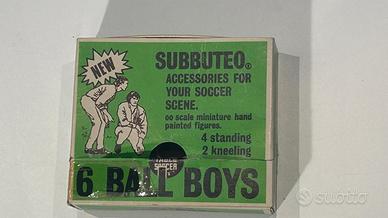 NEW
SUBBUTEO®
ACCESSORIES FOR
YOUR SOCCER
SCENE.
oo scale miniature hand
painted figures.
4 standing
2 kneeling
TABLE
SOCCER
6 BALL BOYS
subito